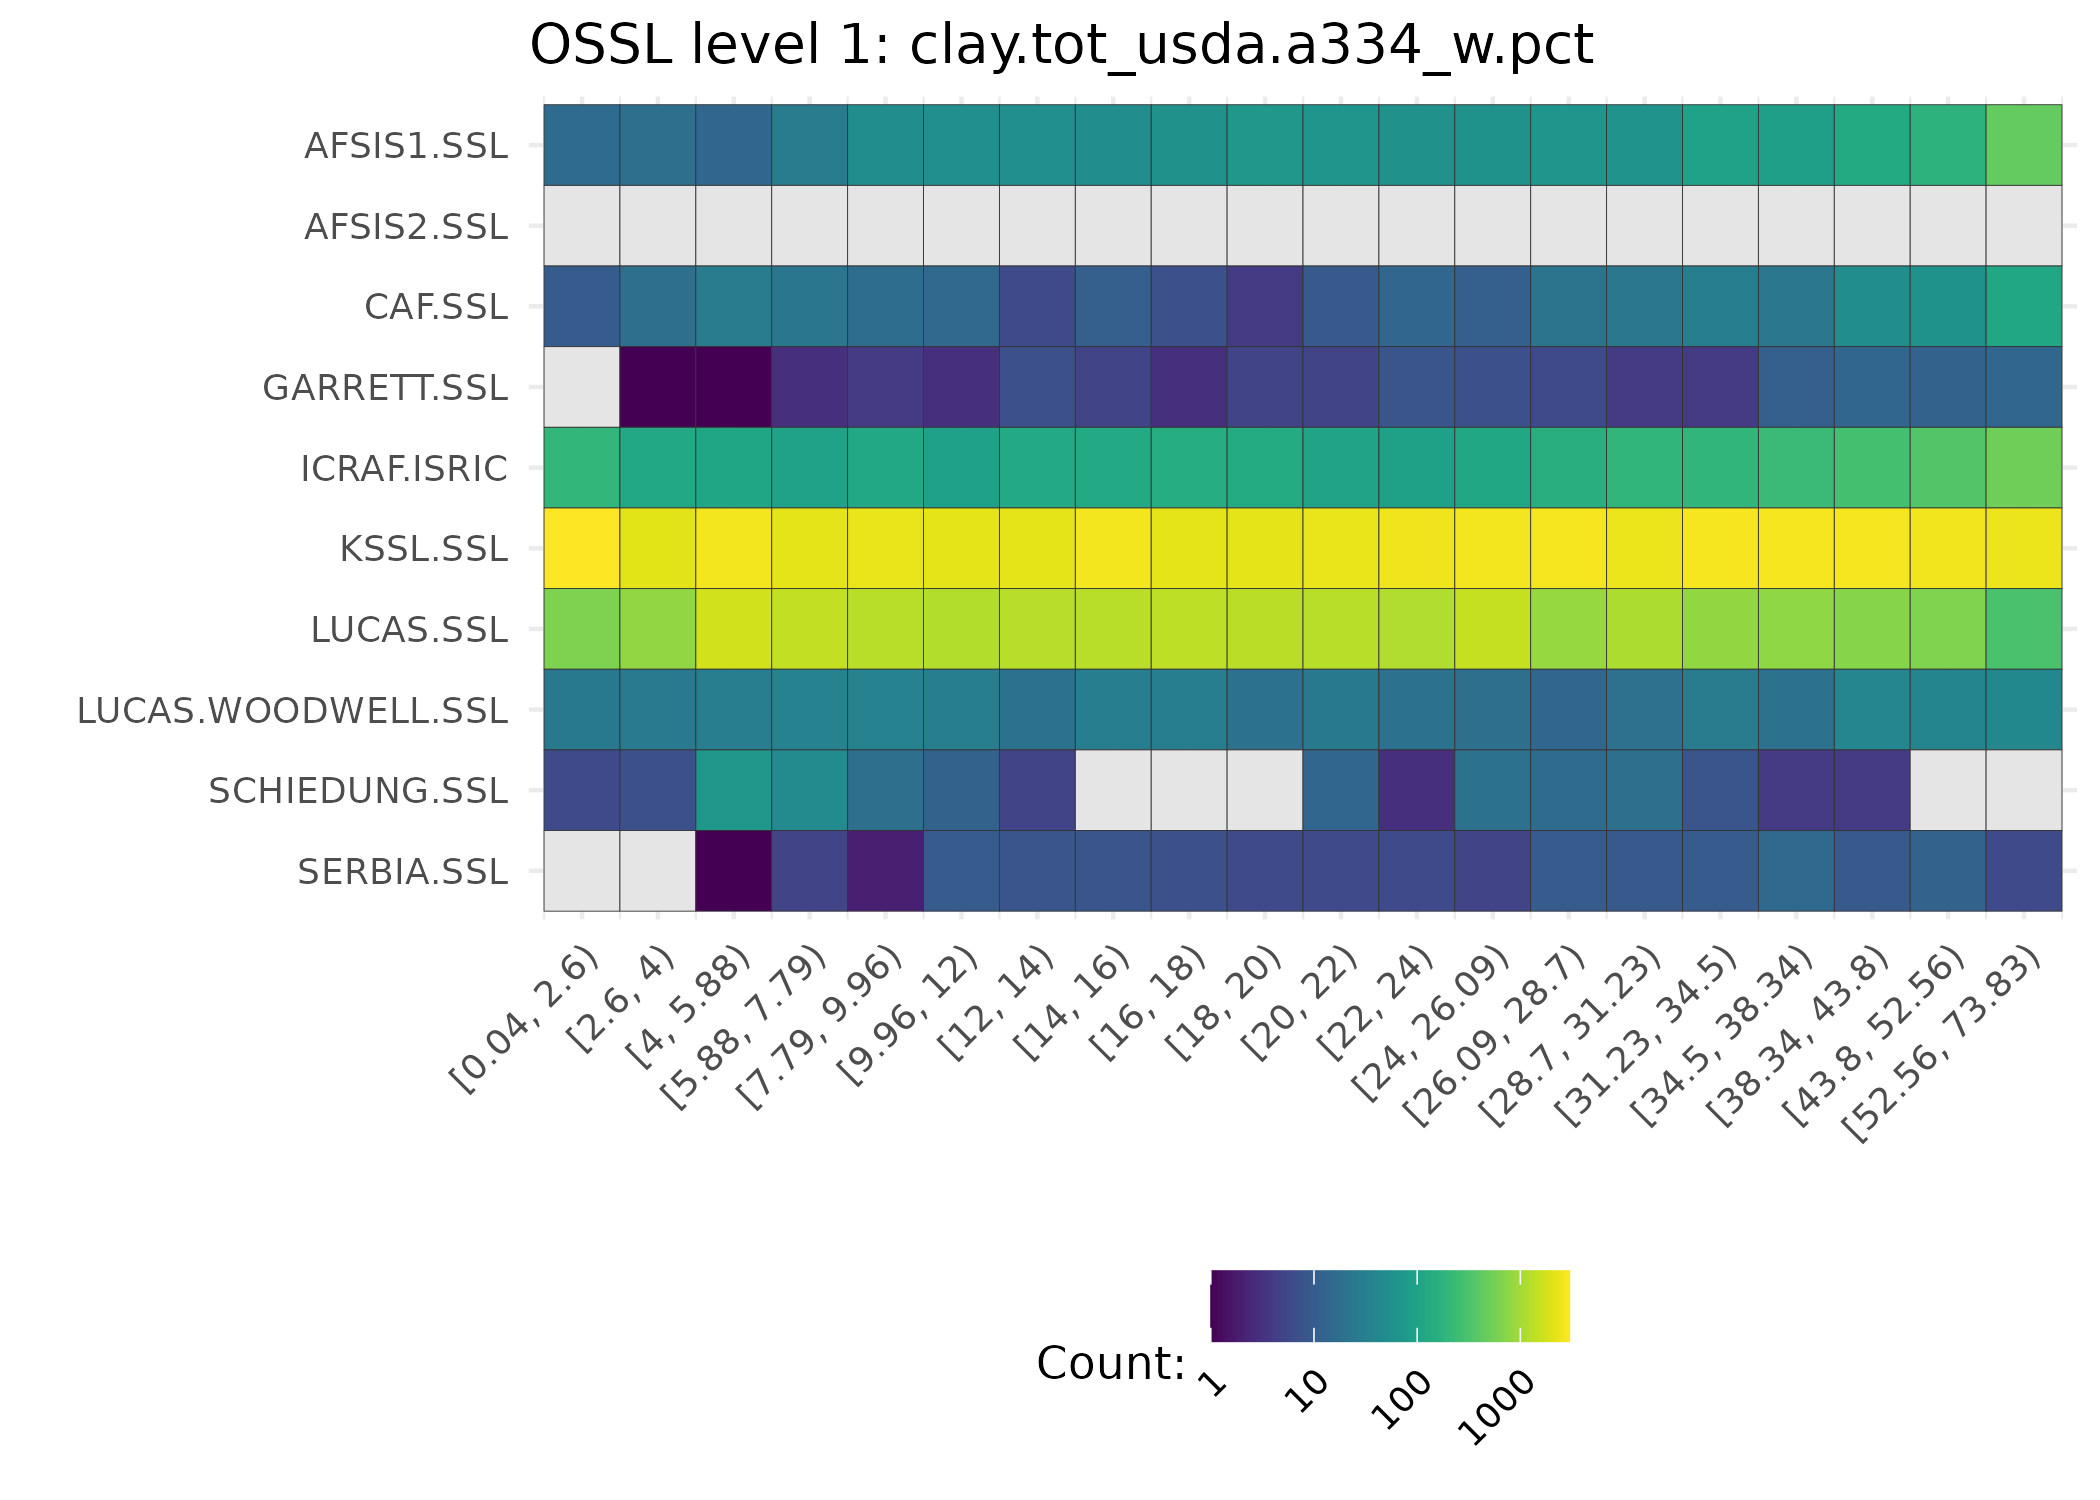 OSSL level 1: clay.tot_usda.a334_w.pct
AFSIS1.SSL
AFSIS2.SSL
CAF.SSL
GARRETT.SSL
ICRAF.ISRIC
KSSL.SSL
LUCAS.SSL
LUCAS.WOODWELL.SSL
SCHIEDUNG.SSL
SERBIA.SSL
[0.04, 2.6)
[2.6, 4)
[4, 5.88)
[5.88, 7.79)
[7.79, 9.96)
[9.96, 12)
[12, 14)
[14, 16)
[16, 18)
[18, 20)
[20, 22)
[22, 24)
[24, 26.09)
[26.09, 28.7)
[28.7, 31.23)
[31.23, 34.5)
[34.5, 38.34)
[38.34, 43.8)
[43.8, 52.56)
[52.56, 73.83)
Count:
1
10
100
1000